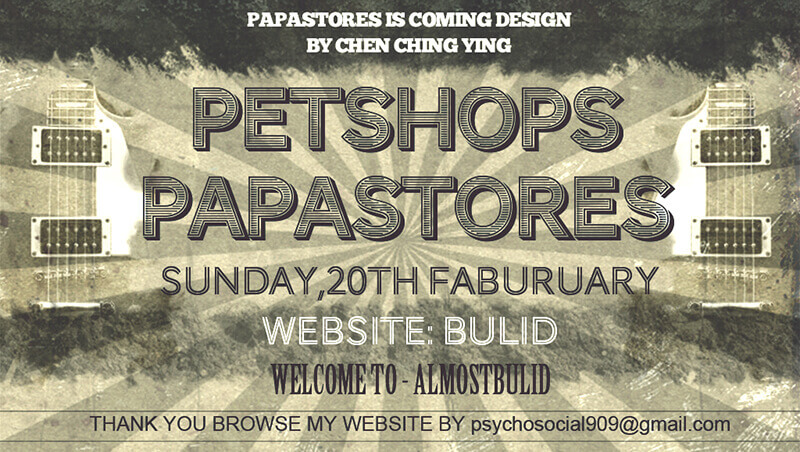 PAPASTORES IS COMING DESIGN
BY CHEN CHING YING
PETSHOPS
PAPASTORES
SUNDAY,20TH FABURUARY
WEBSITE: BULID
WELCOME TO - ALMOSTBULID
THANK YOU BROWSE MY WEBSITE BY psychosocial909@gmail.com